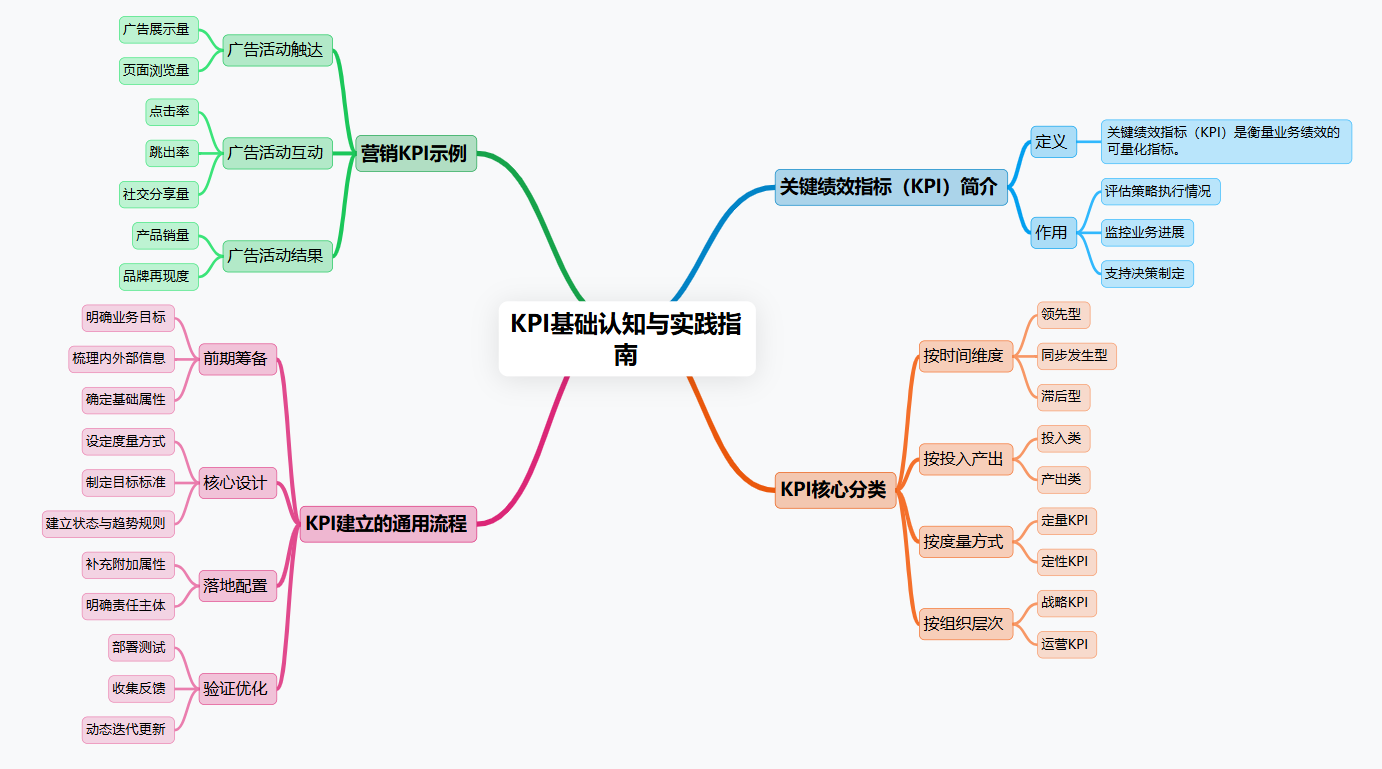 KPI基础认知与实践指
南
关键绩效指标（KPI）简介
定义
关键绩效指标（KPI）是衡量业务绩效的
可量化指标。
作用
评估策略执行情况
监控业务进展
支持决策制定
KPI核心分类
按时间维度
领先型
同步发生型
滞后型
按投入产出
投入类
产出类
按度量方式
定量KPI
定性KPI
按组织层次
战略KPI
运营KPI
KPI建立的通用流程
前期筹备
明确业务目标
梳理内外部信息
确定基础属性
核心设计
设定度量方式
制定目标标准
建立状态与趋势规则
落地配置
补充附加属性
明确责任主体
验证优化
部署测试
收集反馈
动态迭代更新
营销KPI示例
广告活动触达
广告展示量
页面浏览量
广告活动互动
点击率
跳出率
社交分享量
广告活动结果
产品销量
品牌再现度